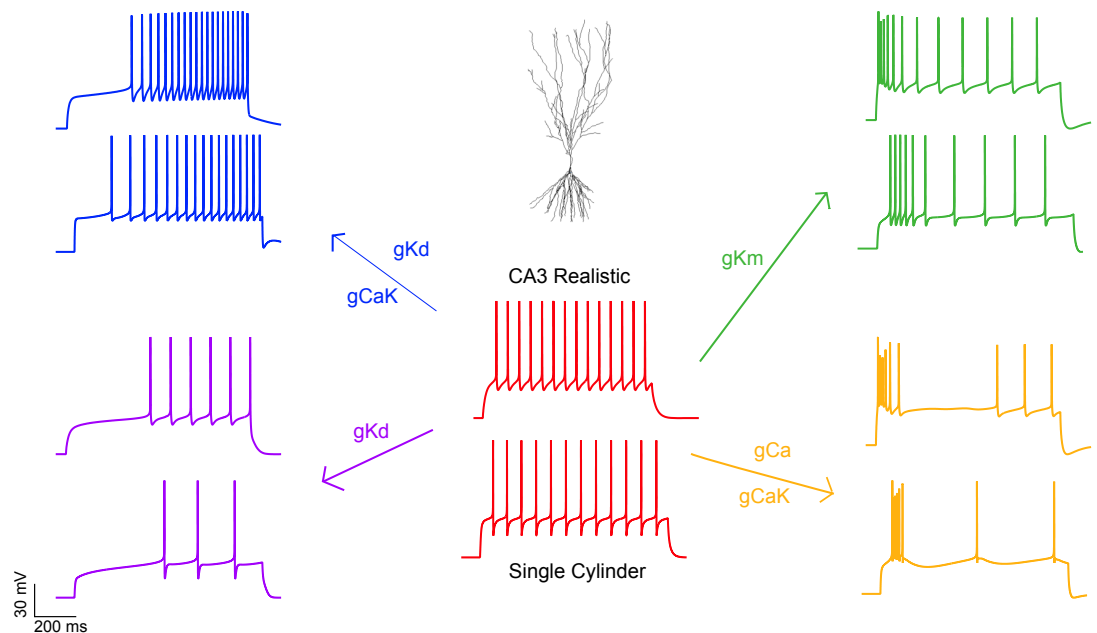 gKd
gCaK
gKm
CA3 Realistic
gKd
gCa
gCaK
Single Cylinder
30 mV
200 ms